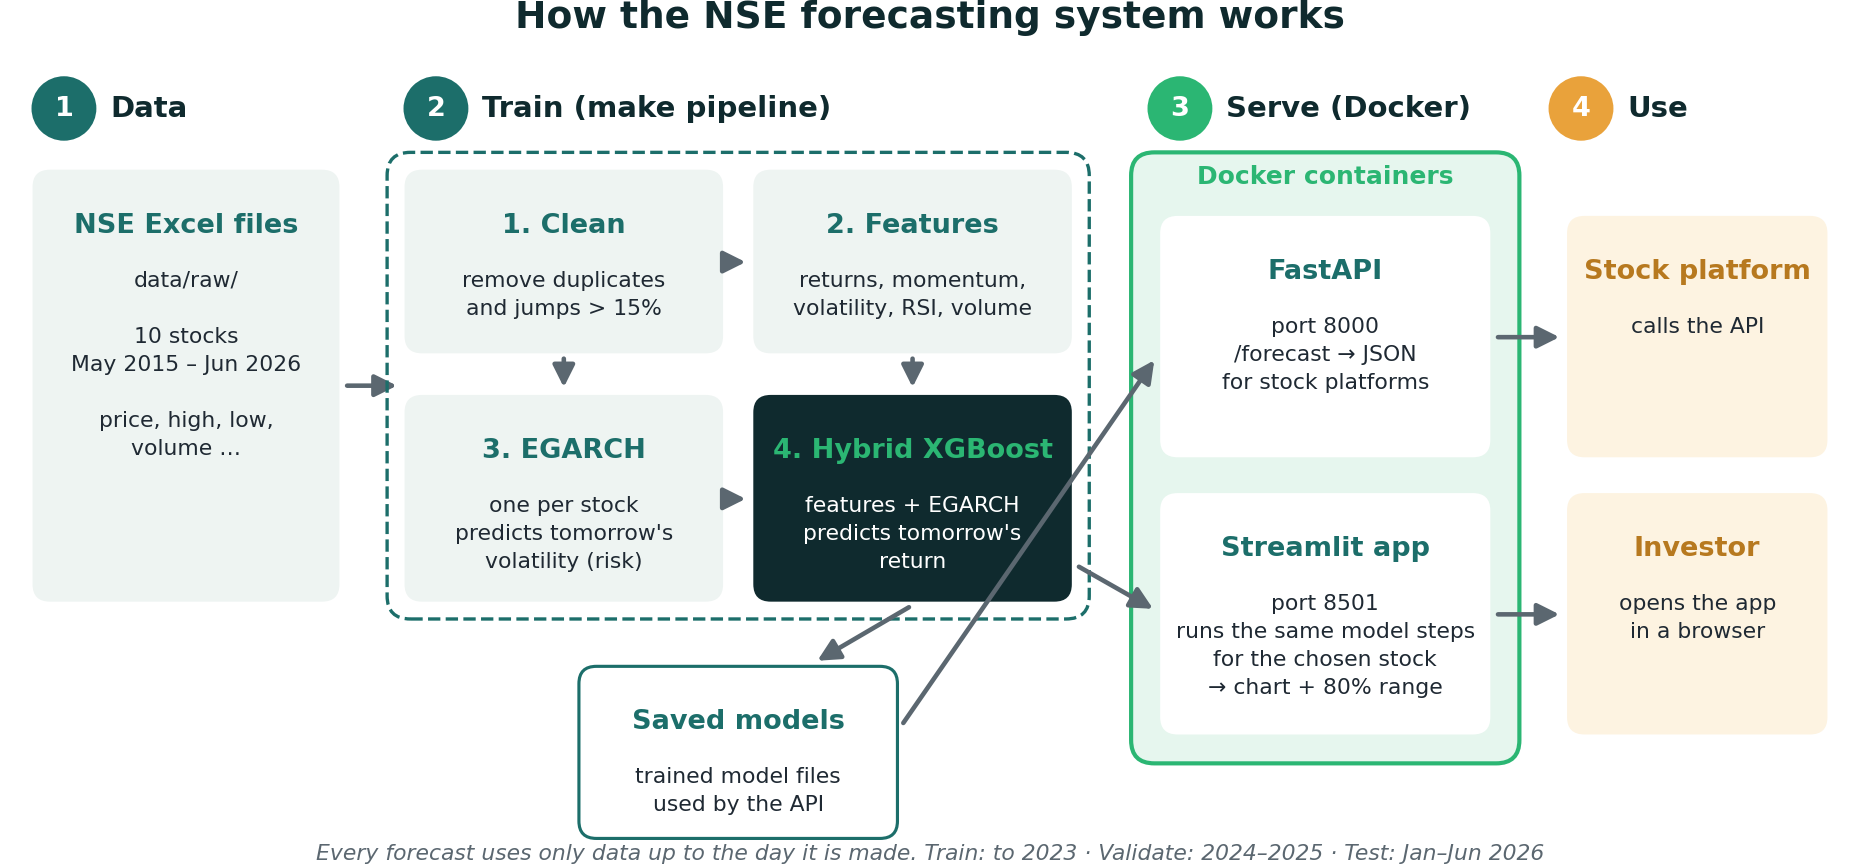 How the NSE forecasting system works
1 Data
2 Train (make pipeline)
3 Serve (Docker)
4 Use
NSE Excel files
data/raw/
10 stocks
May 2015 – Jun 2026
price, high, low,
volume ...
1. Clean
remove duplicates
and jumps > 15%
2. Features
returns, momentum,
volatility, RSI, volume
3. EGARCH
one per stock
predicts tomorrow's
volatility (risk)
4. Hybrid XGBoost
features + EGARCH
predicts tomorrow's
return
Saved models
trained model files
used by the API
Docker containers
FastAPI
port 8000
/forecast → JSON
for stock platforms
Streamlit app
port 8501
runs the same model steps
for the chosen stock
→ chart + 80% range
Stock platform
calls the API
Investor
opens the app
in a browser
Every forecast uses only data up to the day it is made. Train: to 2023 · Validate: 2024–2025 · Test: Jan–Jun 2026